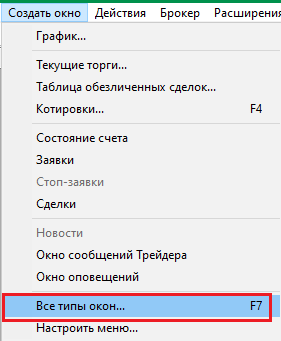 Создать окно Действия Брокер Расширения
График...
Текущие торги...
Таблица обезличенных сделок...
Котировки... F4
Состояние счета
Заявки
Стоп-заявки
Сделки
Новости
Окно сообщений Трейдера
Окно оповещений
Все типы окон... F7
Настроить меню...